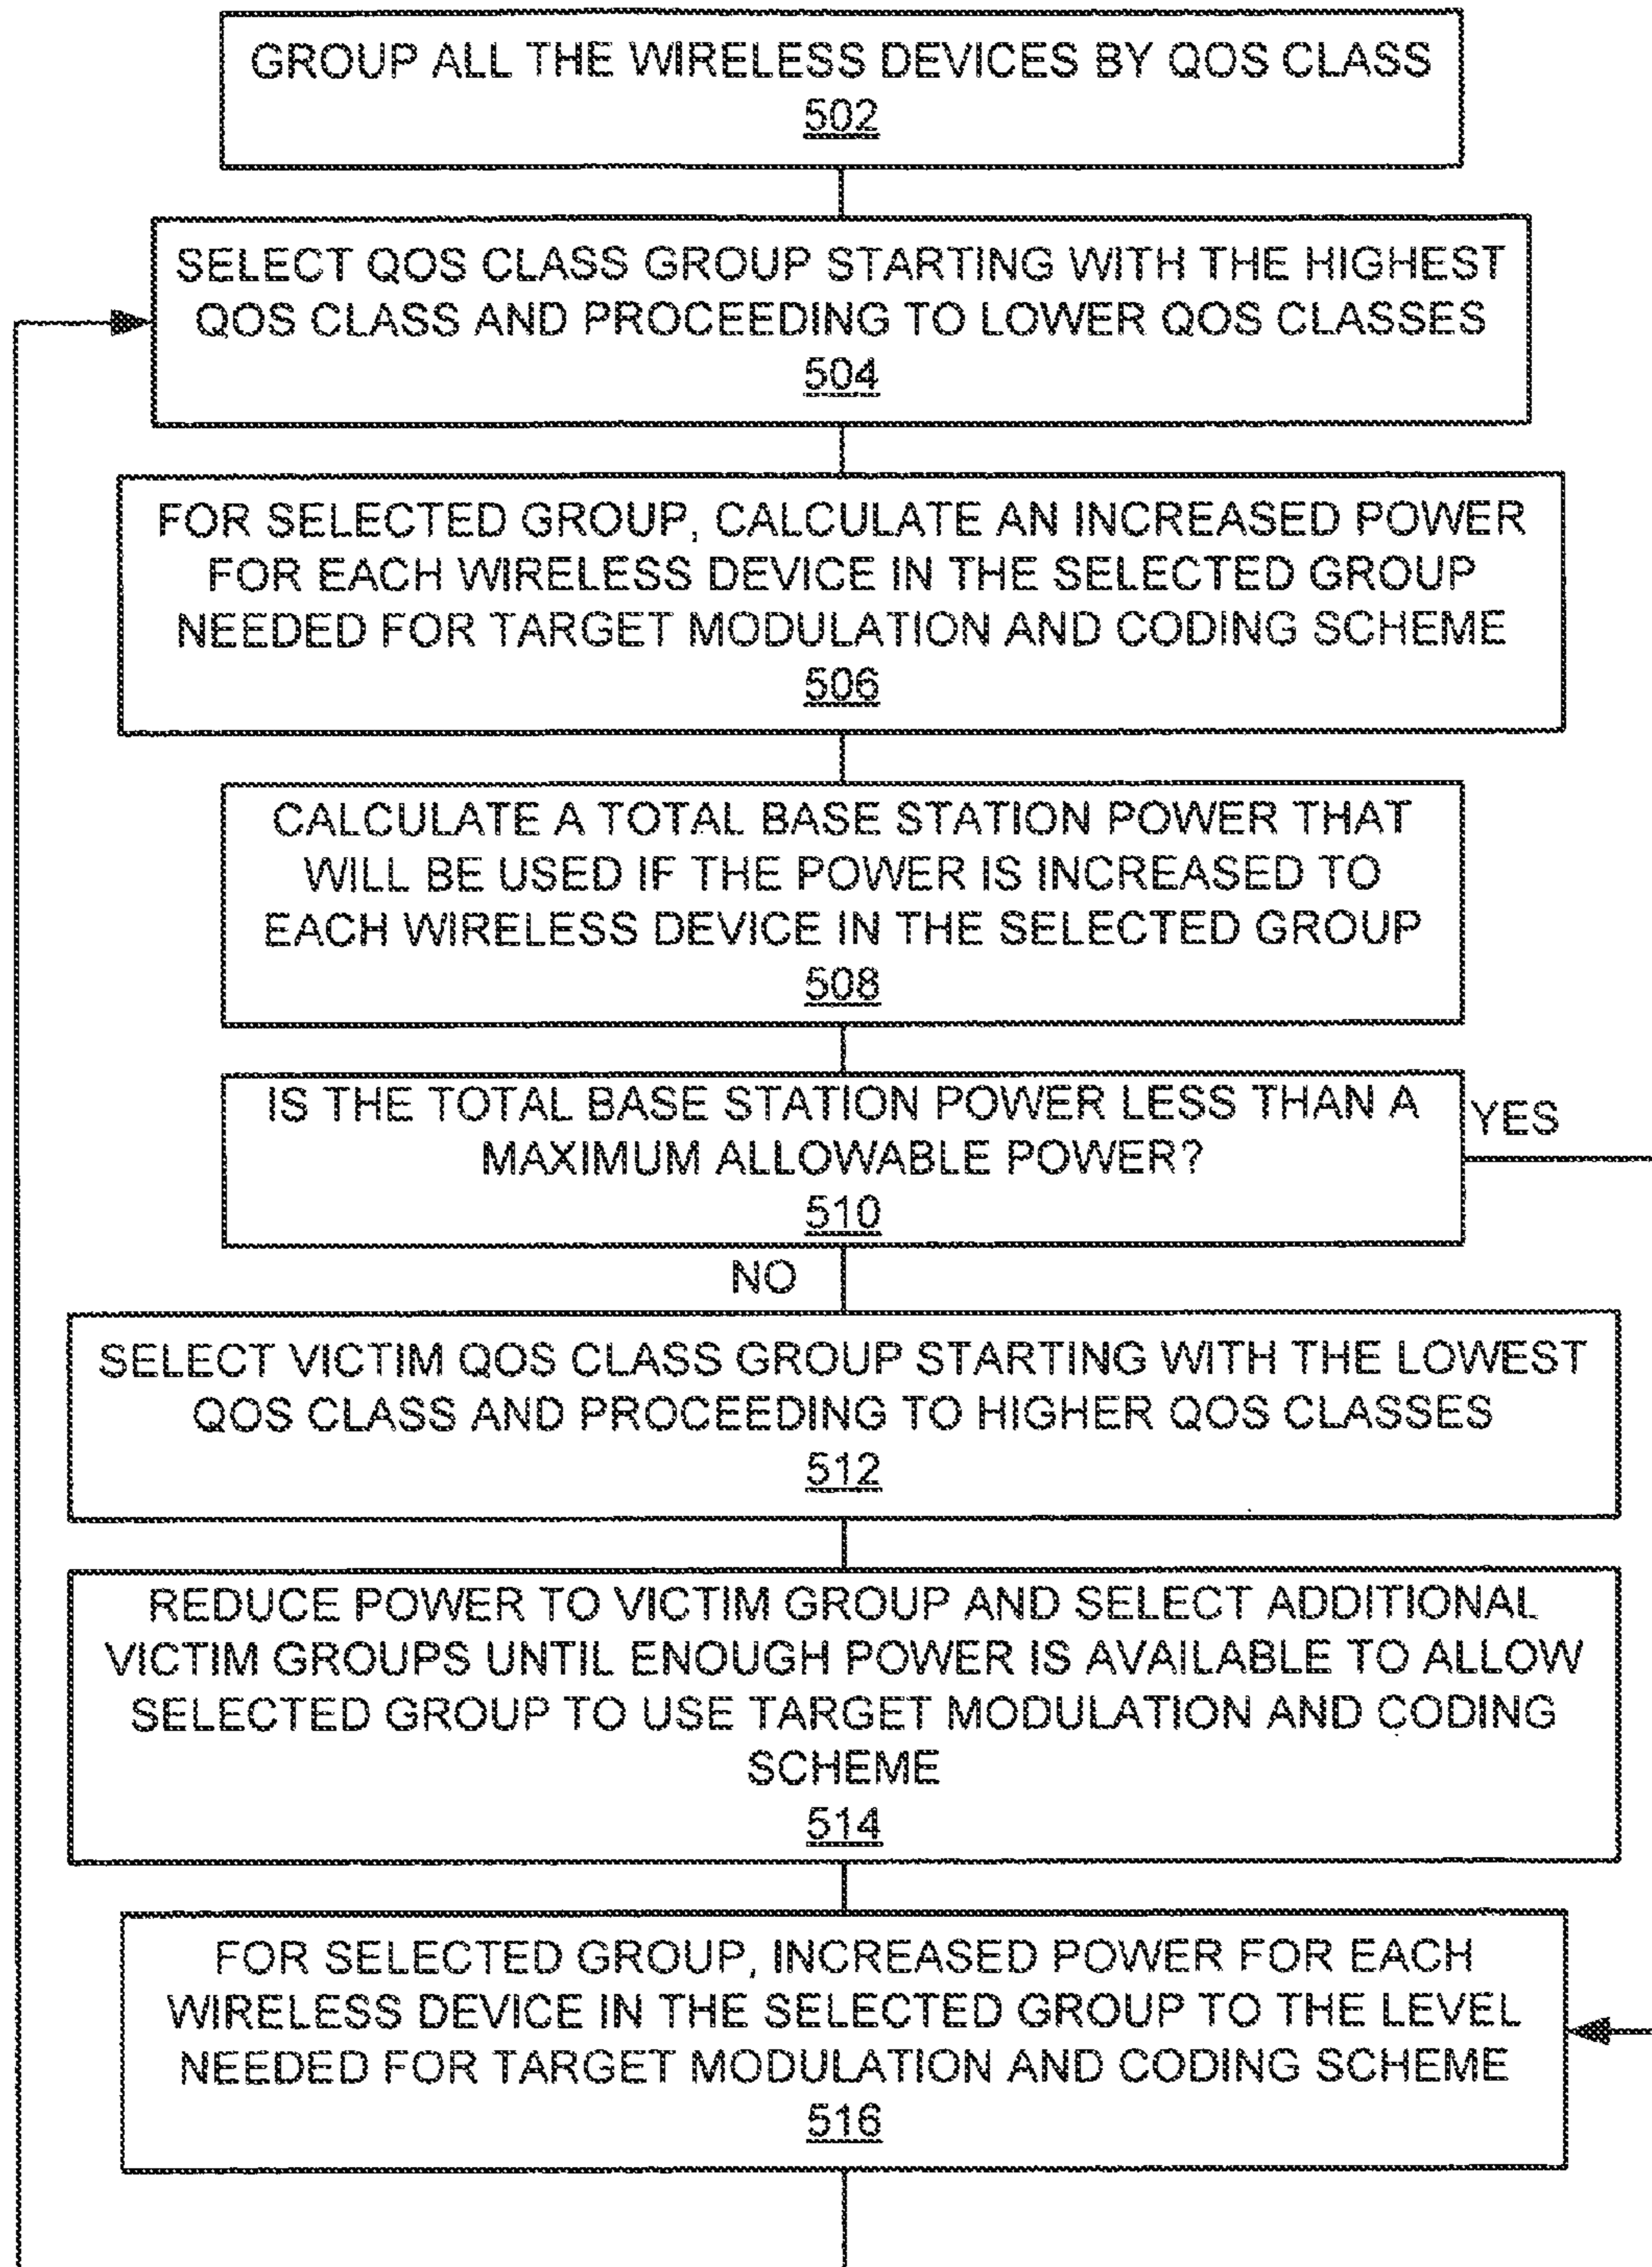 GROUP ALL THE WIRELESS DEVICES BY QOS CLASS
502
SELECT QOS CLASS GROUP STARTING WITH THE HIGHEST
QOS CLASS AND PROCEEDING TO LOWER QOS CLASSES
504
FOR SELECTED GROUP, CALCULATE AN INCREASED POWER
FOR EACH WIRELESS DEVICE IN THE SELECTED GROUP
NEEDED FOR TARGET MODULATION AND CODING SCHEME
506
CALCULATE A TOTAL BASE STATION POWER THAT
WILL BE USED IF THE POWER IS INCREASED TO
EACH WIRELESS DEVICE IN THE SELECTED GROUP
508
IS THE TOTAL BASE STATION POWER LESS THAN A
MAXIMUM ALLOWABLE POWER?
510
YES
NO
SELECT VICTIM QOS CLASS GROUP STARTING WITH THE LOWEST
QOS CLASS AND PROCEEDING TO HIGHER QOS CLASSES
512
REDUCE POWER TO VICTIM GROUP AND SELECT ADDITIONAL
VICTIM GROUPS UNTIL ENOUGH POWER IS AVAILABLE TO ALLOW
SELECTED GROUP TO USE TARGET MODULATION AND CODING
SCHEME
514
FOR SELECTED GROUP, INCREASED POWER FOR EACH
WIRELESS DEVICE IN THE SELECTED GROUP TO THE LEVEL
NEEDED FOR TARGET MODULATION AND CODING SCHEME
516